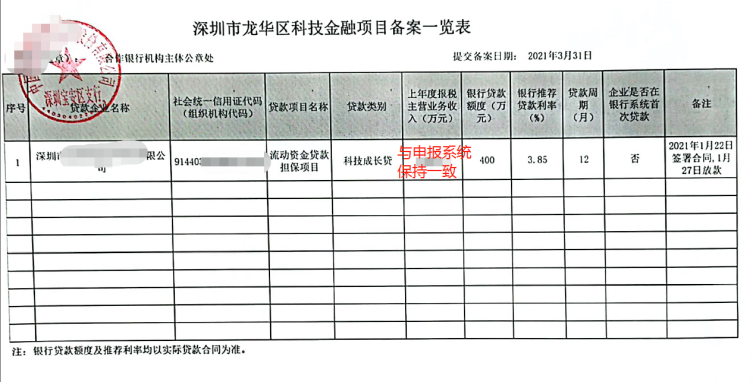 深圳市龙华区科技金融项目备案一览表
作银行机构主体公章处
提交备案日期: 2021年3月31日
深圳宝安区支行
序号
贷款企业名称
社会统一信用证代码
(组织机构代码)
贷款项目名称
贷款类别
上年度报税
主营业务收
入(万元)
银行贷款
额度(万
元)
银行推荐
贷款利率
(%)
贷款周
期
(月)
企业是否在
银行系统首
次贷款
备注
1
深圳市 限公
司
91440
流动资金贷款
担保项目
科技成长贷
与申报系统
保持一致
400
3.85
12
否
2021年1月22日
签署合同,1月
27日放款
注: 银行贷款额度及推荐利率均以实际贷款合同为准。